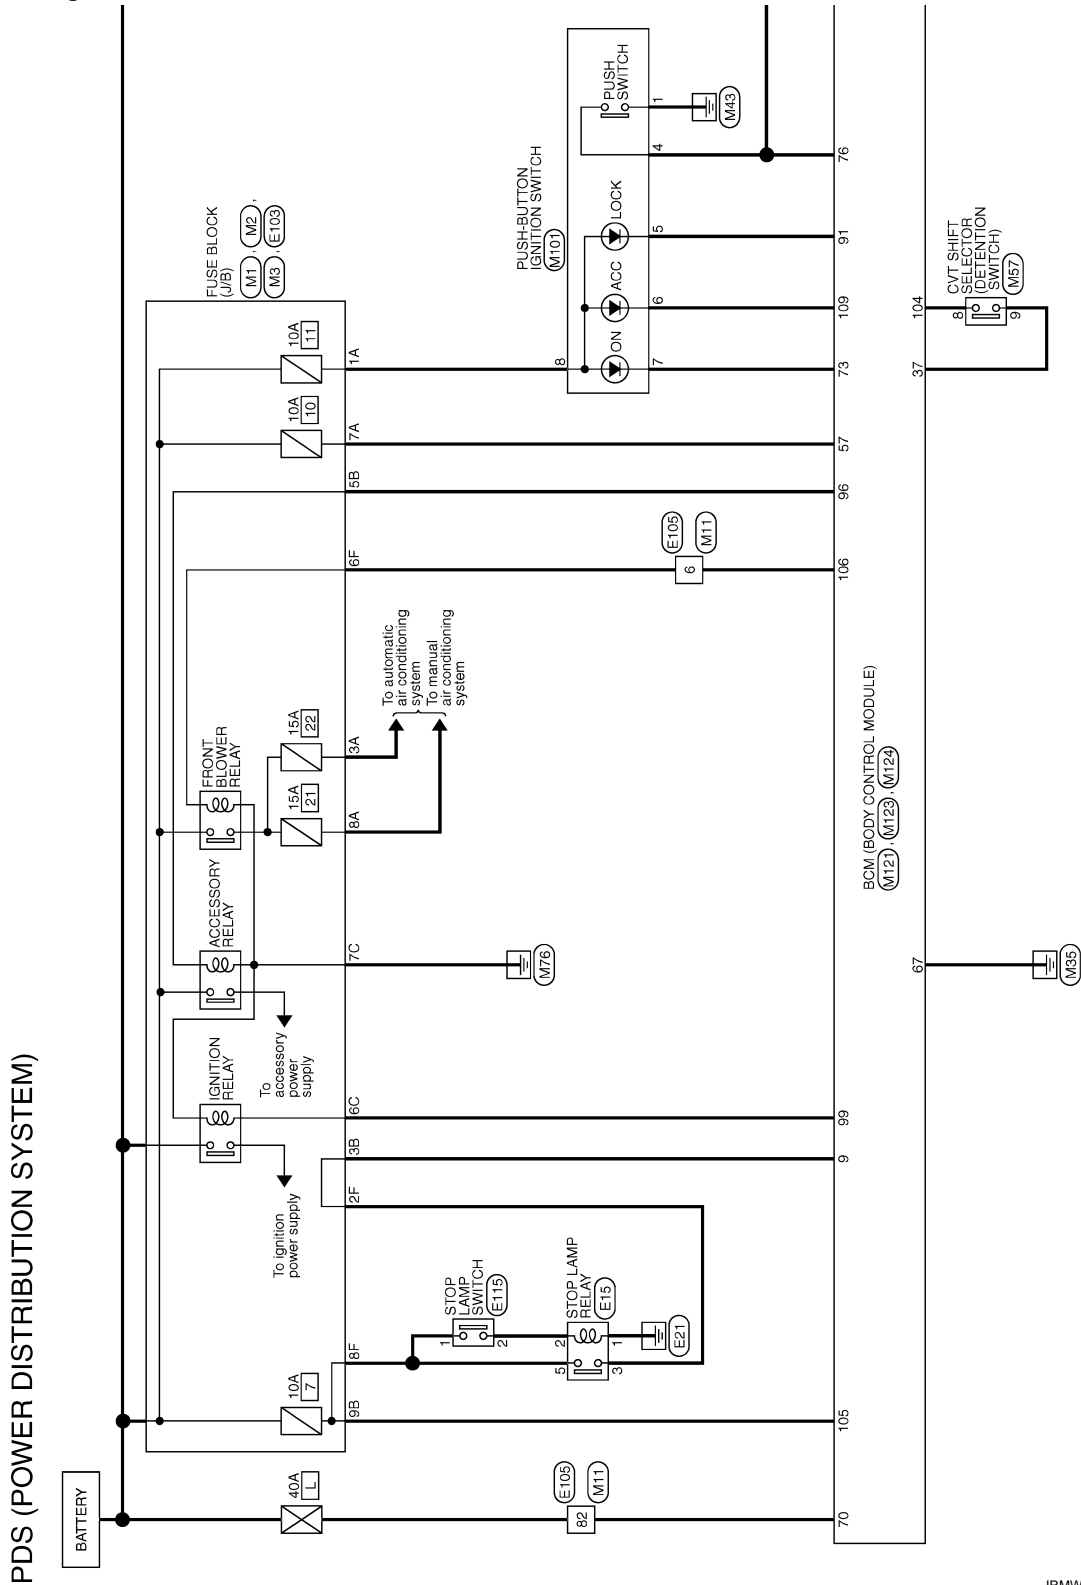 PDS (POWER DISTRIBUTION SYSTEM)
BATTERY
40A
L
E105
M11
82
70
10A
7
9B
105
8F
1
STOP
LAMP
SWITCH
E115
2
2
STOP LAMP
RELAY
E15
1
5
3
E21
2F
3B
9
To ignition
power supply
IGNITION
RELAY
6C
99
To
accessory
power
supply
ACCESSORY
RELAY
7C
M76
67
M35
FRONT
BLOWER
RELAY
15A
21
8A
15A
22
3A
To automatic
air conditioning
system
To manual
air conditioning
system
BCM (BODY CONTROL MODULE)
M121 , M123 , M124
6F
E105
M11
6
106
5B
96
10A
10
7A
57
10A
11
1A
FUSE BLOCK
(J/B)
M1 , M2 ,
M3 , E103
8
PUSH-BUTTON
IGNITION SWITCH
M101
ON
ACC
LOCK
PUSH
SWITCH
7
6
5
4
1
M43
73
109
91
76
37
104
8
9
CVT SHIFT
SELECTOR
(DETENTION
SWITCH)
M57